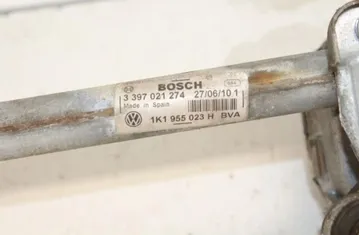 BOSCH
3 397 021 274 27/06/10 1
Made in Spain
1K1 955 023 H BVA